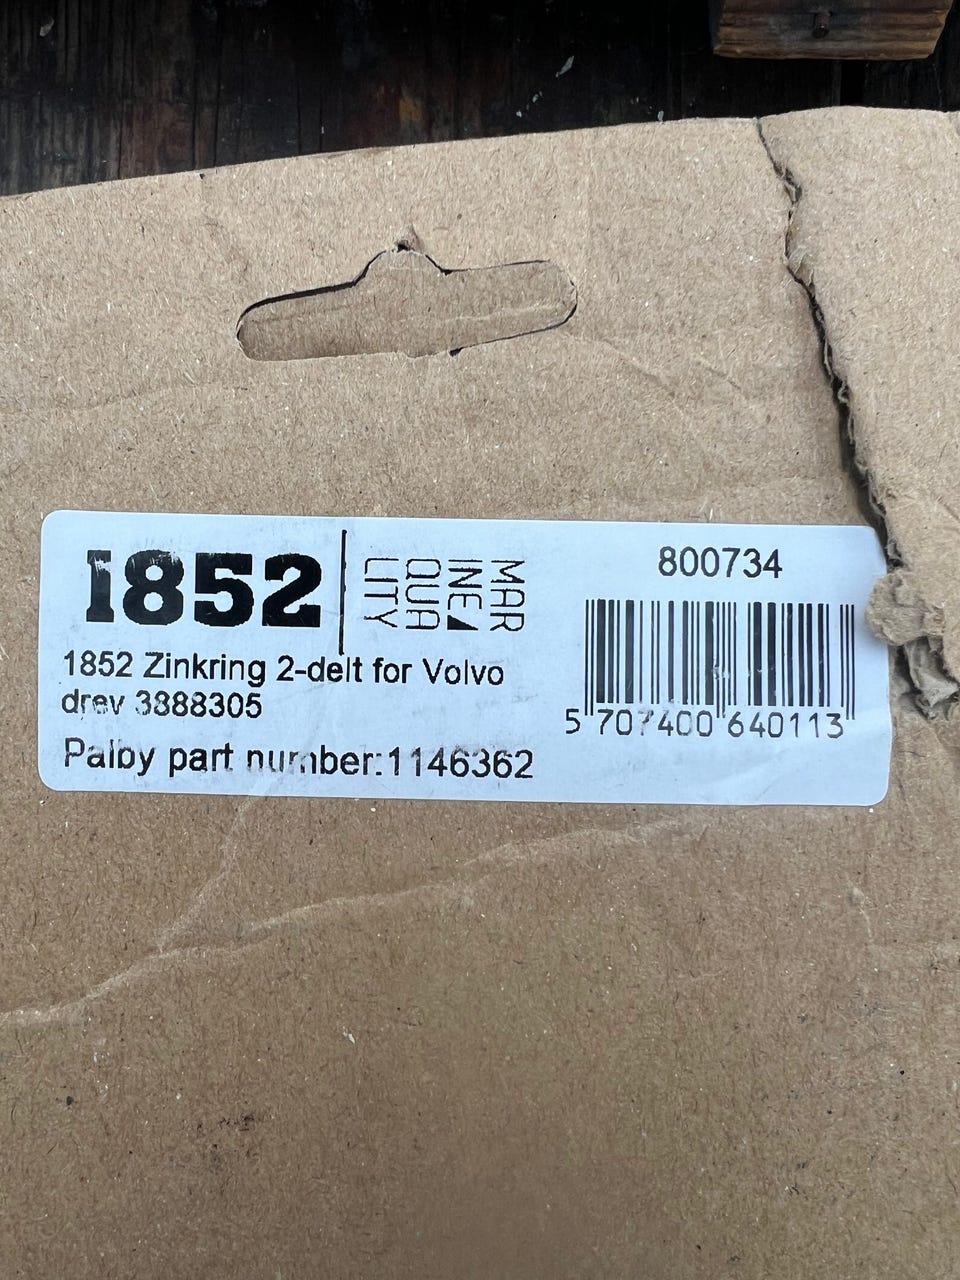 1852
MAR
INE
QUA
LITY
800734
1852 Zinkring 2-delt for Volvo
drev 3888305
Palby part number:1146362
5 707400 640113